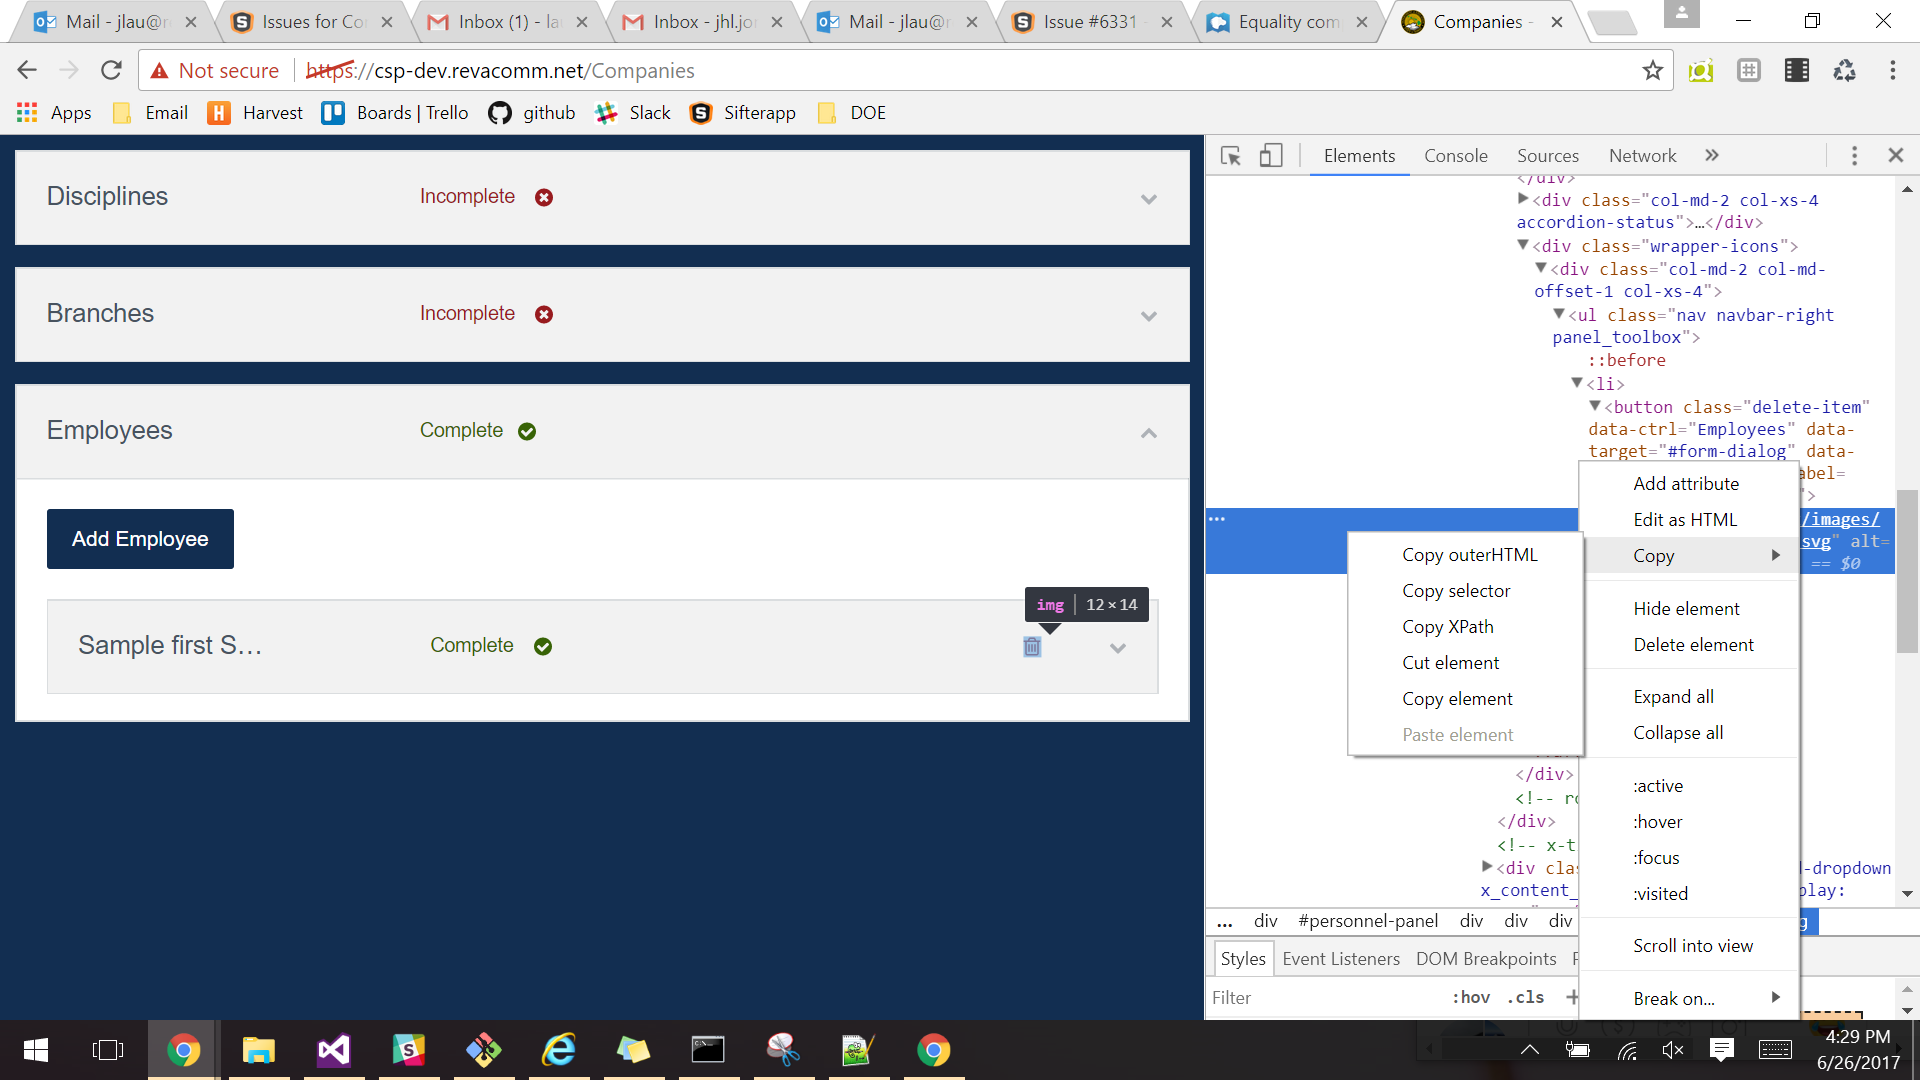 Mail - jlau@r
Issues for Co
Inbox (1) - la
Inbox - jhl.jor
Mail - jlau@r
Issue #6331 -
Equality com
Companies -
Not secure
https://csp-dev.revacomm.net/Companies
Apps
Email
Harvest
Boards | Trello
github
Slack
Sifterapp
DOE
Disciplines
Incomplete
Branches
Incomplete
Employees
Complete
Add Employee
img 12 × 14
Sample first S…
Complete
Elements
Console
Sources
Network
</div>
<div class="col-md-2 col-xs-4
accordion-status">…</div>
<div class="wrapper-icons">
<div class="col-md-2 col-md-
offset-1 col-xs-4">
<ul class="nav navbar-right
panel_toolbox">
::before
<li>
<button class="delete-item"
data-ctrl="Employees" data-
target="#form-dialog" data-
abel=
">
/images/
svg" alt=
== $0
Add attribute
Edit as HTML
Copy
Hide element
Delete element
Expand all
Collapse all
:active
:hover
:focus
:visited
Scroll into view
Break on...
Copy outerHTML
Copy selector
Copy XPath
Cut element
Copy element
Paste element
</div>
<!-- ro
</div>
<!-- x-t
<div clas
d-dropdown
x_content_
play:
... div #personnel-panel div div div
g
Styles
Event Listeners
DOM Breakpoints
Filter
:hov .cls +
4:29 PM
6/26/2017